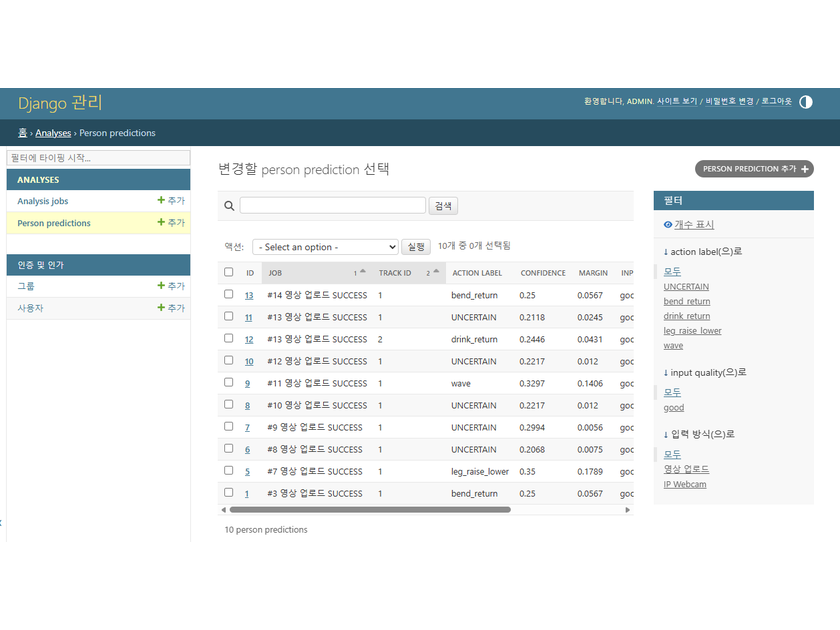 Django 관리
환영합니다, ADMIN. 사이트 보기 / 비밀번호 변경 / 로그아웃
홈 › Analyses › Person predictions
필터에 타이핑 시작...
ANALYSES
Analysis jobs 추가
Person predictions 추가
인증 및 인가
그룹 추가
사용자 추가
변경할 person prediction 선택
PERSON PREDICTION 추가 +
검색
액션: - Select an option - 실행 10개 중 0개 선택됨
ID JOB 1 TRACK ID 2 ACTION LABEL CONFIDENCE MARGIN INP
13 #14 영상 업로드 SUCCESS 1 bend_return 0.25 0.0567 goo
11 #13 영상 업로드 SUCCESS 1 UNCERTAIN 0.2118 0.0245 goo
12 #13 영상 업로드 SUCCESS 2 drink_return 0.2446 0.0431 goo
10 #12 영상 업로드 SUCCESS 1 UNCERTAIN 0.2217 0.012 goo
9 #11 영상 업로드 SUCCESS 1 wave 0.3297 0.1406 goo
8 #10 영상 업로드 SUCCESS 1 UNCERTAIN 0.2217 0.012 goo
7 #9 영상 업로드 SUCCESS 1 UNCERTAIN 0.2994 0.0056 goo
6 #8 영상 업로드 SUCCESS 1 UNCERTAIN 0.2068 0.0075 goo
5 #7 영상 업로드 SUCCESS 1 leg_raise_lower 0.35 0.1789 goo
1 #3 영상 업로드 SUCCESS 1 bend_return 0.25 0.0567 goo
10 person predictions
필터
개수 표시
↓ action label(으)로
모두
UNCERTAIN
bend_return
drink_return
leg_raise_lower
wave
↓ input quality(으)로
모두
good
↓ 입력 방식(으)로
모두
영상 업로드
IP Webcam